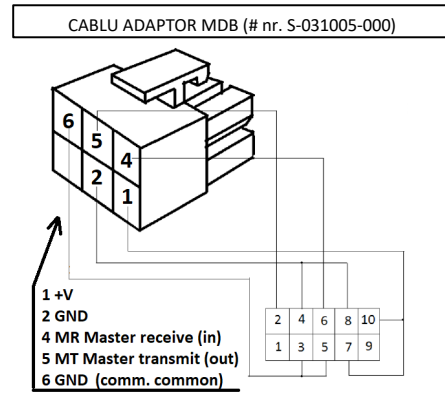 CABLU ADAPTOR MDB (# nr. S-031005-000)
6
5
4
2
1
1 +V
2 GND
4 MR Master receive (in)
5 MT Master transmit (out)
6 GND (comm. common)
2 4 6 8 10
1 3 5 7 9